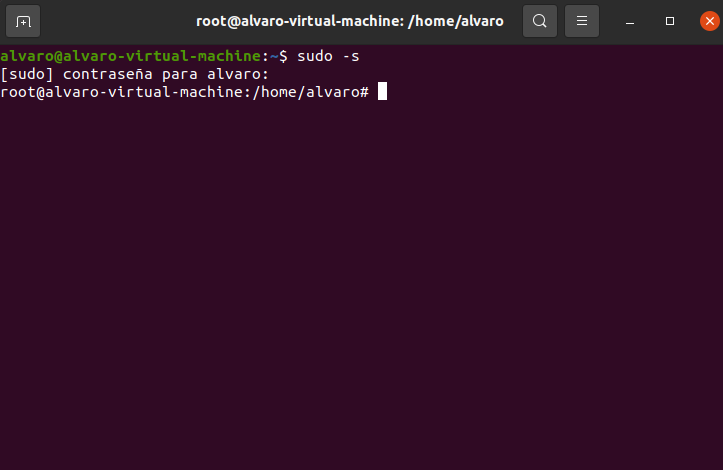 root@alvaro-virtual-machine: /home/alvaro
alvaro@alvaro-virtual-machine:~$ sudo -s
[sudo] contraseña para alvaro:
root@alvaro-virtual-machine:/home/alvaro#